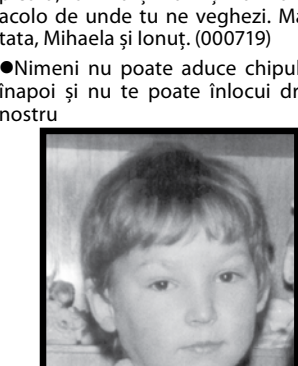 acolo de unde tu ne veghezi. Ma
tata, Mihaela și Ionuț. (000719)
●Nimeni nu poate aduce chipul
înapoi și nu te poate înlocui dr
nostru